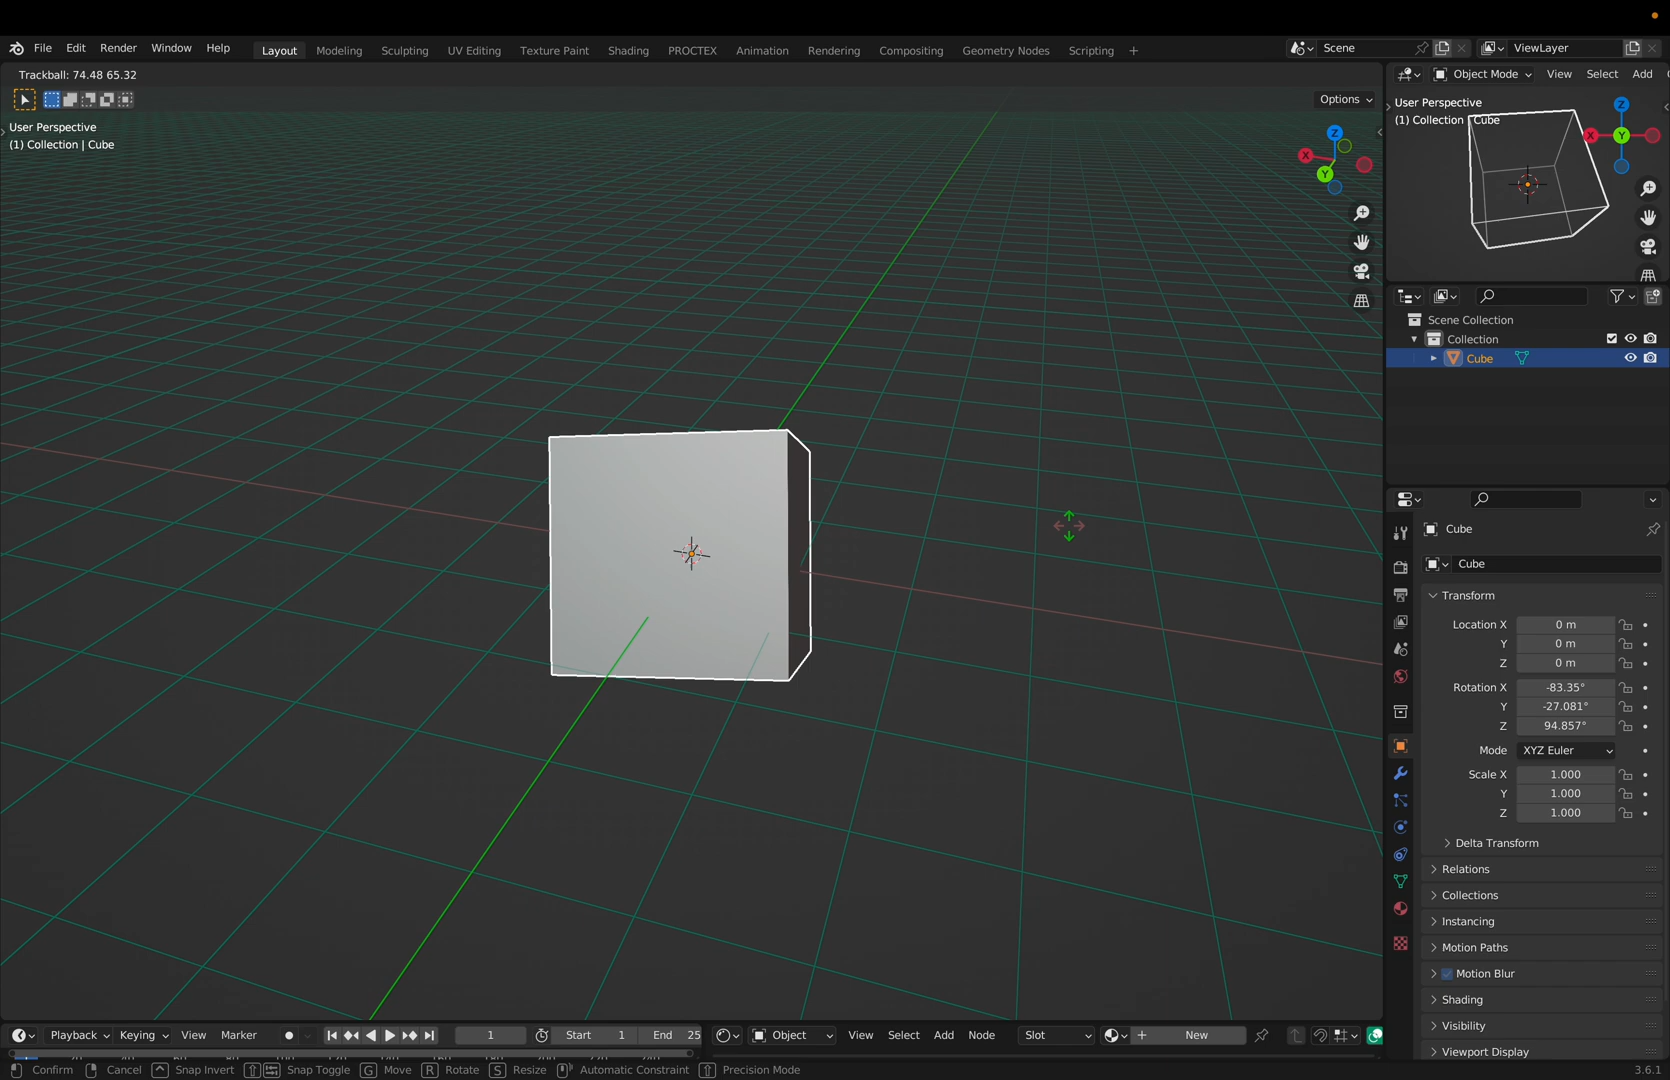 File Edit Render Window Help Layout Modeling Sculpting UV Editing Texture Paint Shading PROCTEX Animation Rendering Compositing Geometry Nodes Scripting + Scene ViewLayer
Trackball: 74.48 65.32
Object Mode View Select Add
Options
User Perspective
(1) Collection | Cube
Z
X
Y
User Perspective
(1) Collection | Cube
Z
X Y
Scene Collection
Collection
Cube
Cube
Cube
Transform
Location X 0 m
Y 0 m
Z 0 m
Rotation X -83.35°
Y -27.081°
Z 94.857°
Mode XYZ Euler
Scale X 1.000
Y 1.000
Z 1.000
Delta Transform
Relations
Collections
Instancing
Motion Paths
Motion Blur
Shading
Visibility
Viewport Display
Playback Keying View Marker 1 Start 1 End 25 Object View Select Add Node Slot + New
Confirm Cancel Snap Invert Snap Toggle G Move R Rotate S Resize Automatic Constraint Precision Mode 3.6.1